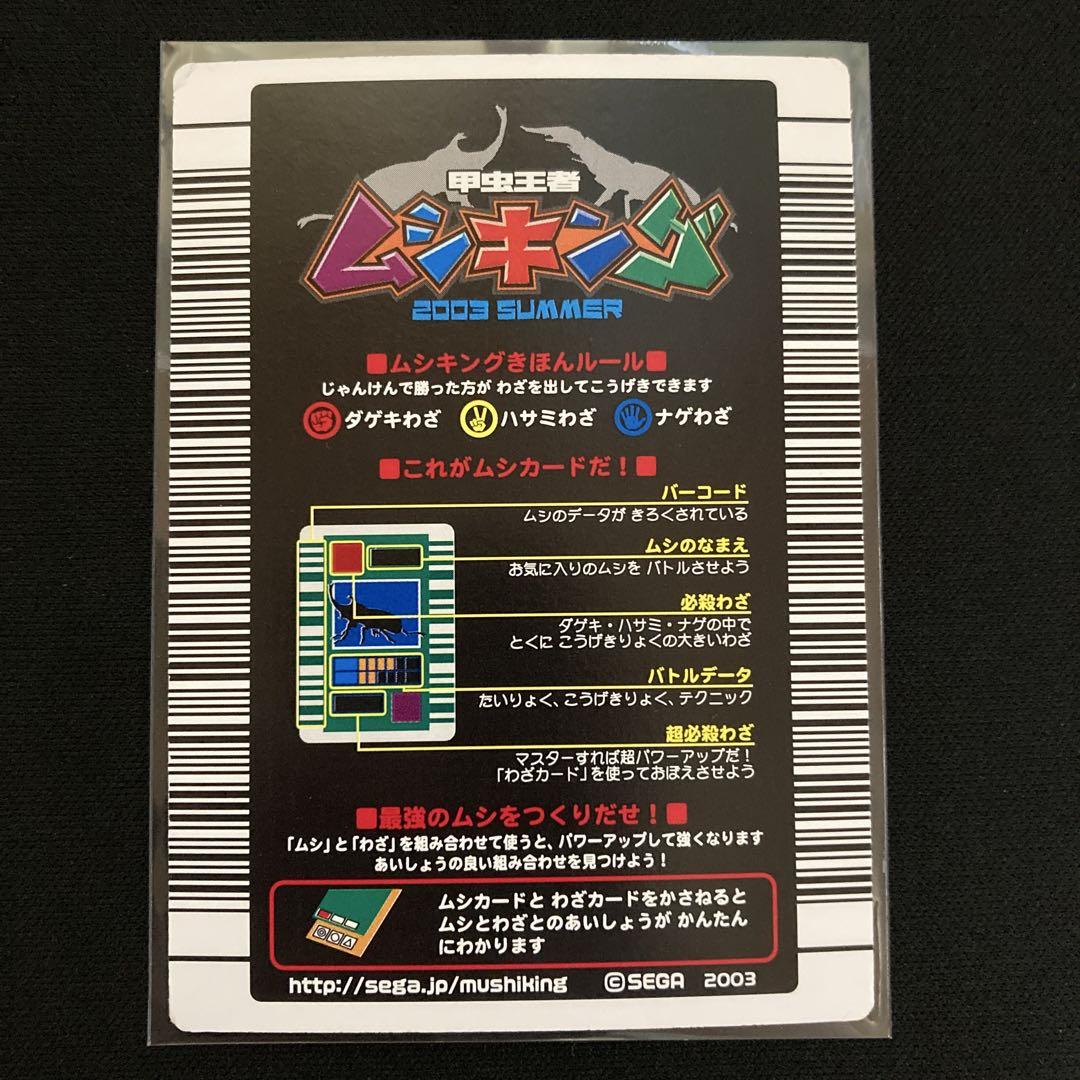 甲虫王者
ムシキング
2003 SUMMER
■ムシキングきほんルール■
じゃんけんで勝った方が わざを出してこうげきできます
ダゲキわざ ハサミわざ ナゲわざ
■これがムシカードだ！■
バーコード
ムシのデータが きろくされている
ムシのなまえ
お気に入りのムシを バトルさせよう
必殺わざ
ダゲキ・ハサミ・ナゲの中で
とくに こうげきりょくの大きいわざ
バトルデータ
たいりょく、こうげきりょく、テクニック
超必殺わざ
マスターすれば超パワーアップだ！
「わざカード」を使っておぼえさせよう
■最強のムシをつくりだせ！■
「ムシ」と「わざ」を組み合わせて使うと、パワーアップして強くなります
あいしょうの良い組み合わせを見つけよう！
ムシカードと わざカードをかさねると
ムシとわざとのあいしょうが かんたん
にわかります
http://sega.jp/mushiking ©SEGA 2003